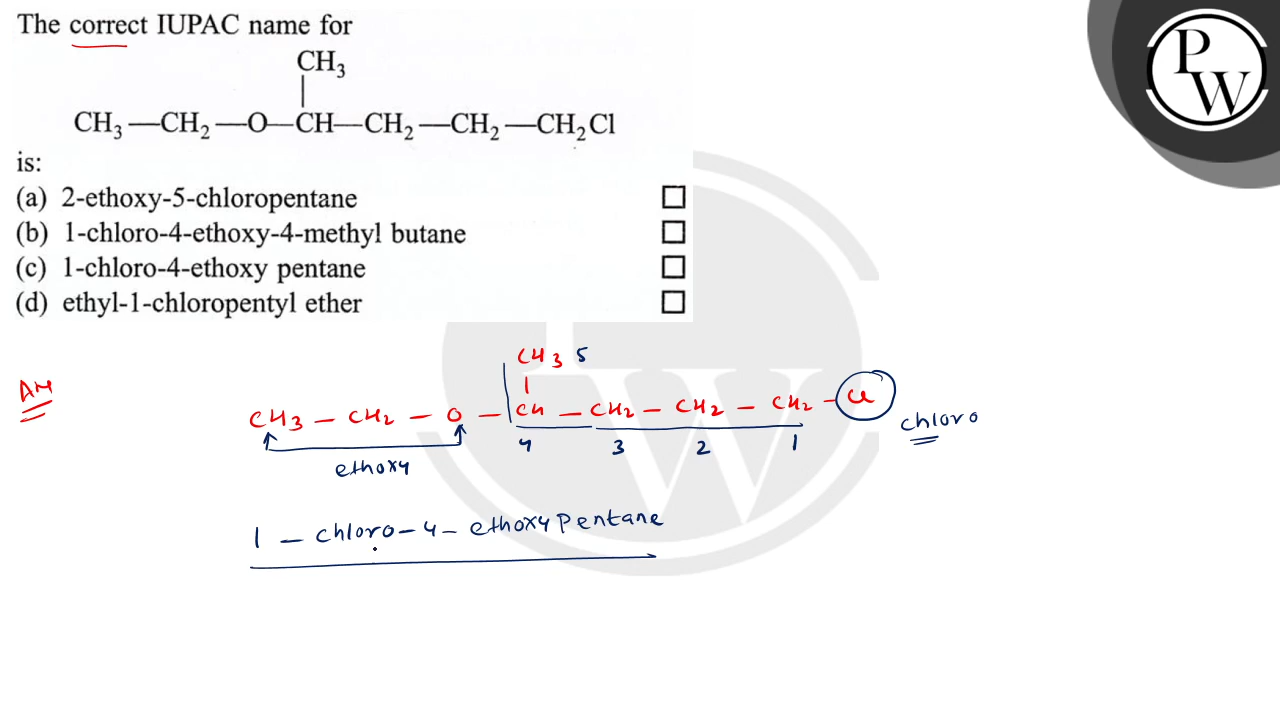 The correct IUPAC name for
CH₃
|
CH₃—CH₂—O—CH—CH₂—CH₂—CH₂Cl
is:
(a) 2-ethoxy-5-chloropentane
(b) 1-chloro-4-ethoxy-4-methyl butane
(c) 1-chloro-4-ethoxy pentane
(d) ethyl-1-chloropentyl ether
PW
CH₃ 5
|
CH₃ — CH₂ — O — CH — CH₂ — CH₂ — CH₂ — Cl
chloro
4 3 2 1
ethoxy
1 — chloro — 4 — ethoxy pentane